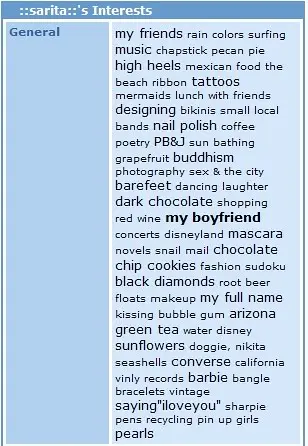 ::sarita::'s Interests
General
my friends rain colors surfing
music chapstick pecan pie
high heels mexican food the
beach ribbon tattoos
mermaids lunch with friends
designing bikinis small local
bands nail polish coffee
poetry PB&J sun bathing
grapefruit buddhism
photography sex & the city
barefeet dancing laughter
dark chocolate shopping
red wine my boyfriend
concerts disneyland mascara
novels snail mail chocolate
chip cookies fashion sudoku
black diamonds root beer
floats makeup my full name
kissing bubble gum arizona
green tea water disney
sunflowers doggie, nikita
seashells converse california
vinly records barbie bangle
bracelets vintage
saying"iloveyou" sharpie
pens recycling pin up girls
pearls